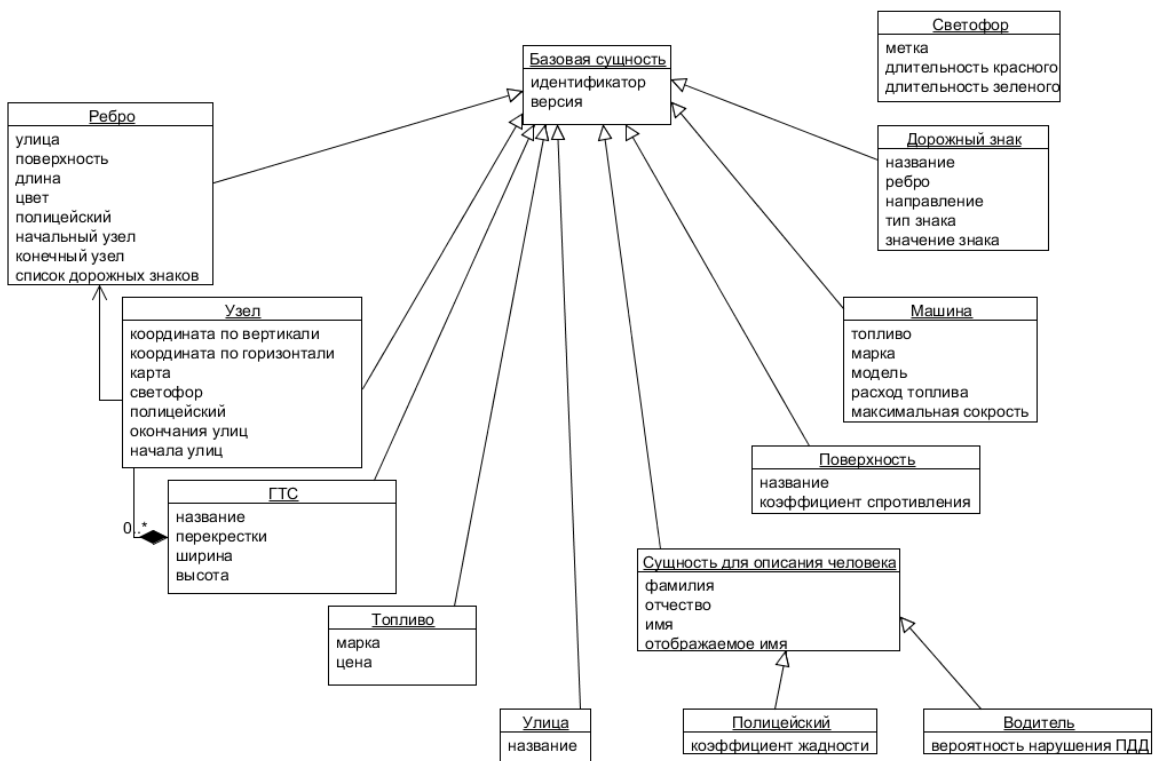 Светофор
метка
длительность красного
длительность зеленого
Базовая сущность
идентификатор
версия
Ребро
улица
поверхность
длина
цвет
полицейский
начальный узел
конечный узел
список дорожных знаков
Дорожный знак
название
ребро
направление
тип знака
значение знака
Узел
координата по вертикали
координата по горизонтали
карта
светофор
полицейский
окончания улиц
начала улиц
Машина
топливо
марка
модель
расход топлива
максимальная сокрость
Поверхность
название
коэффициент спротивления
ГТС
название
перекрестки
ширина
высота
0..*
Сущность для описания человека
фамилия
отчество
имя
отображаемое имя
Топливо
марка
цена
Улица
название
Полицейский
коэффициент жадности
Водитель
вероятность нарушения ПДД